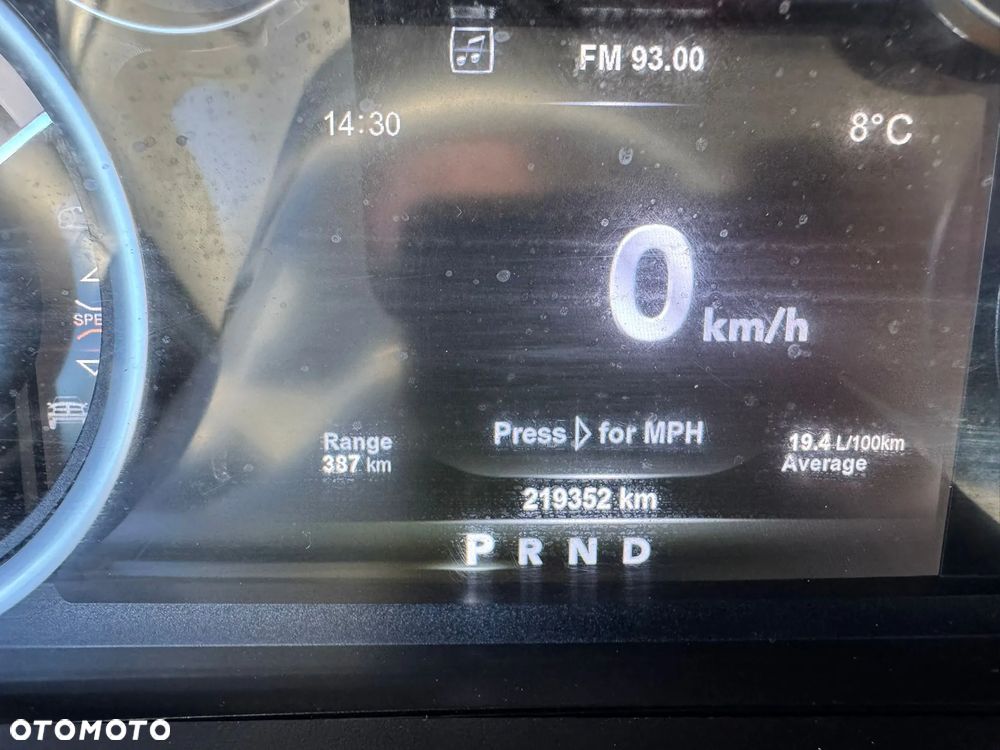 FM 93.00
14:30
8°C
0 km/h
SPE
Press ▷ for MPH
Range
387 km
19.4 L/100km
Average
219352 km
P R N D
OTOMOTO